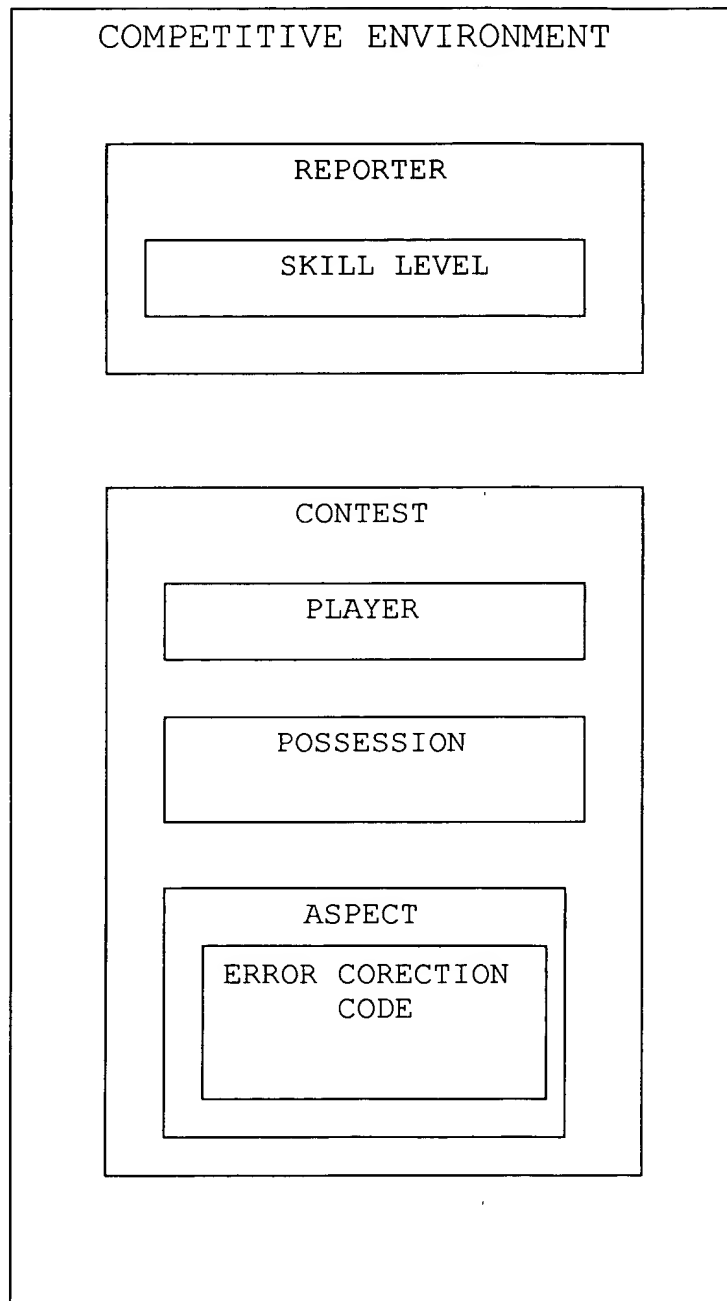 COMPETITIVE ENVIRONMENT
REPORTER
SKILL LEVEL
CONTEST
PLAYER
POSSESSION
ASPECT
ERROR CORECTION
CODE